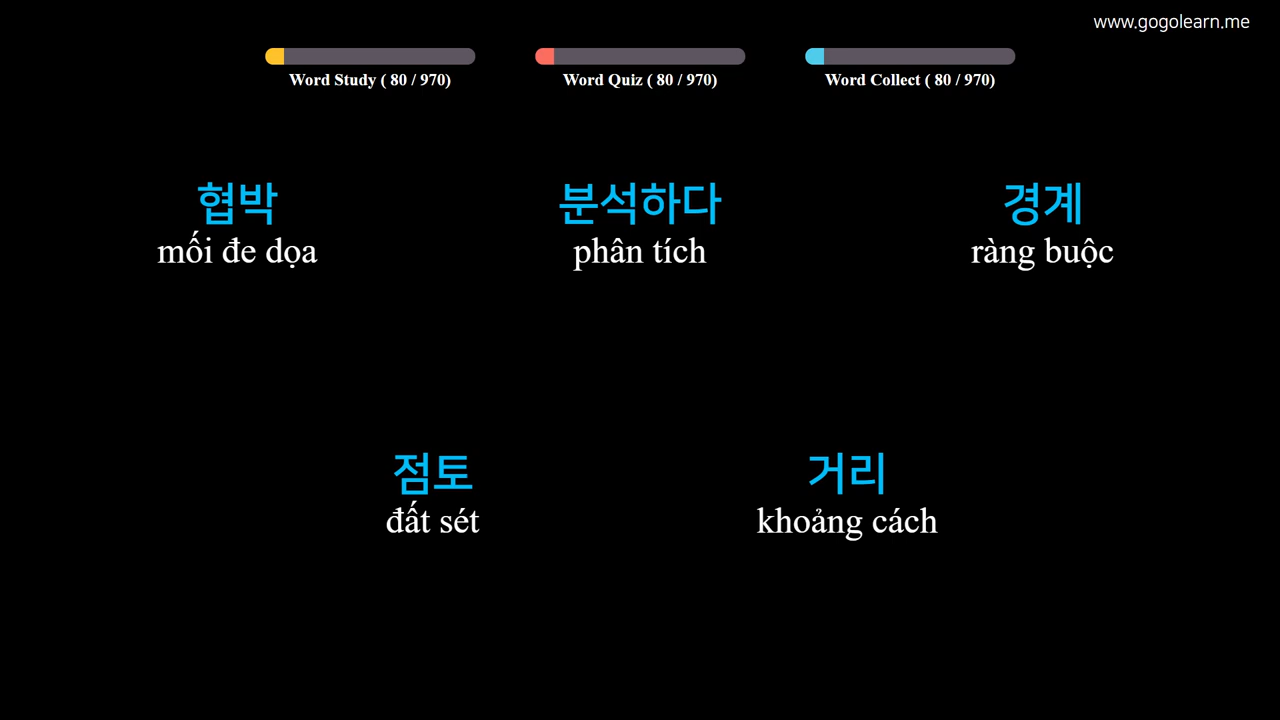 www.gogolearn.me
Word Study ( 80 / 970)
Word Quiz ( 80 / 970)
Word Collect ( 80 / 970)
협박
mối đe dọa
분석하다
phân tích
경계
ràng buộc
점토
đất sét
거리
khoảng cách